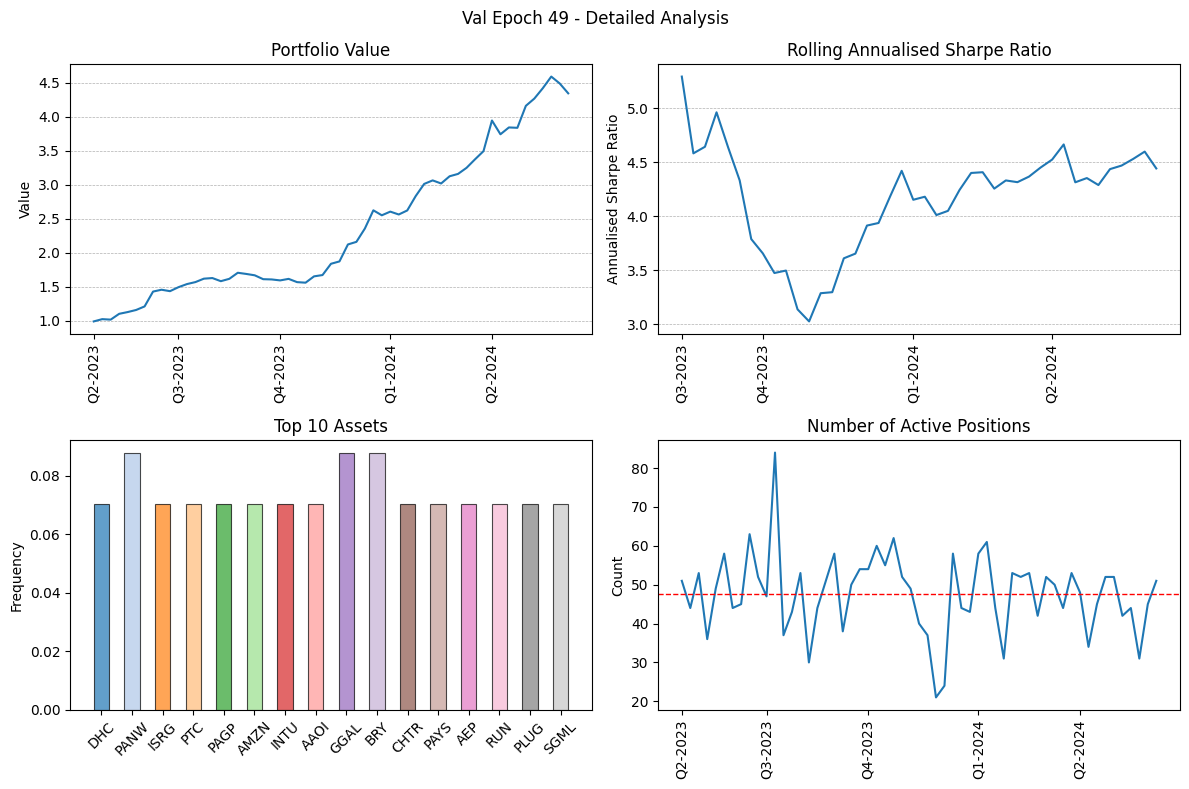 Val Epoch 49 - Detailed Analysis
Portfolio Value
Value
4.5
4.0
3.5
3.0
2.5
2.0
1.5
1.0
Q2-2023
Q3-2023
Q4-2023
Q1-2024
Q2-2024
Rolling Annualised Sharpe Ratio
Annualised Sharpe Ratio
5.0
4.5
4.0
3.5
3.0
Q3-2023
Q4-2023
Q1-2024
Q2-2024
Top 10 Assets
Frequency
0.08
0.06
0.04
0.02
0.00
DHC
PANW
ISRG
PTC
PAGP
AMZN
INTU
AAOI
GGAL
BRY
CHTR
PAYS
AEP
RUN
PLUG
SGML
Number of Active Positions
Count
80
70
60
50
40
30
20
Q2-2023
Q3-2023
Q4-2023
Q1-2024
Q2-2024